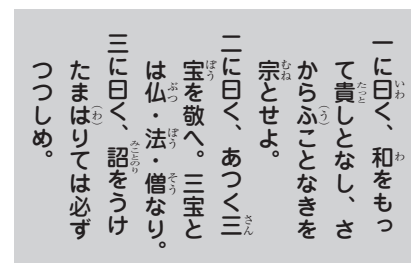 一に曰く、和をもっ
て貴しとなし、さ
からふことなきを
宗とせよ。
二に曰く、あつく三
宝を敬へ。三宝と
は仏・法・僧なり。
三に曰く、詔をうけ
たまはりては必ず
つつしめ。